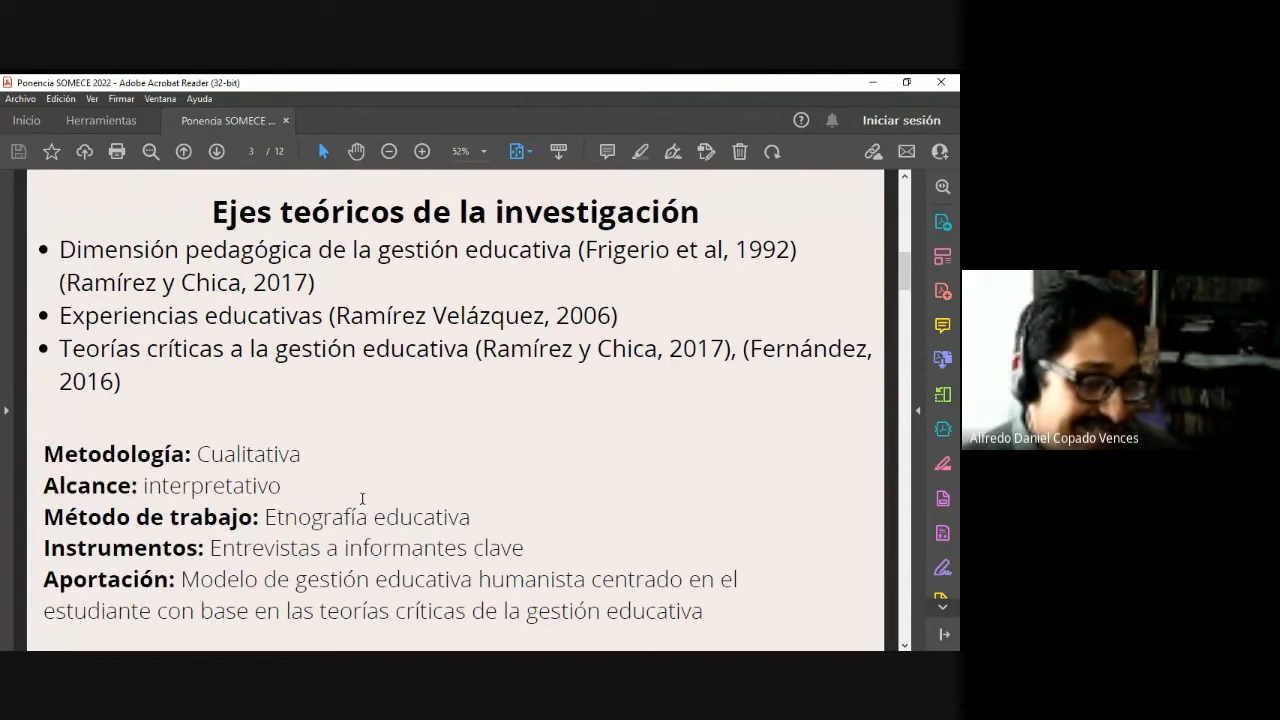 Ponencia SOMECE 2022 - Adobe Acrobat Reader (32-bit)
Archivo Edición Ver Firmar Ventana Ayuda
Inicio Herramientas Ponencia SOMECE ... × Iniciar sesión
3 / 12 52%
Ejes teóricos de la investigación
• Dimensión pedagógica de la gestión educativa (Frigerio et al, 1992)
(Ramírez y Chica, 2017)
• Experiencias educativas (Ramírez Velázquez, 2006)
• Teorías críticas a la gestión educativa (Ramírez y Chica, 2017), (Fernández,
2016)
Metodología: Cualitativa
Alcance: interpretativo
Método de trabajo: Etnografía educativa
Instrumentos: Entrevistas a informantes clave
Aportación: Modelo de gestión educativa humanista centrado en el
estudiante con base en las teorías críticas de la gestión educativa
Alfredo Daniel Copado Vences